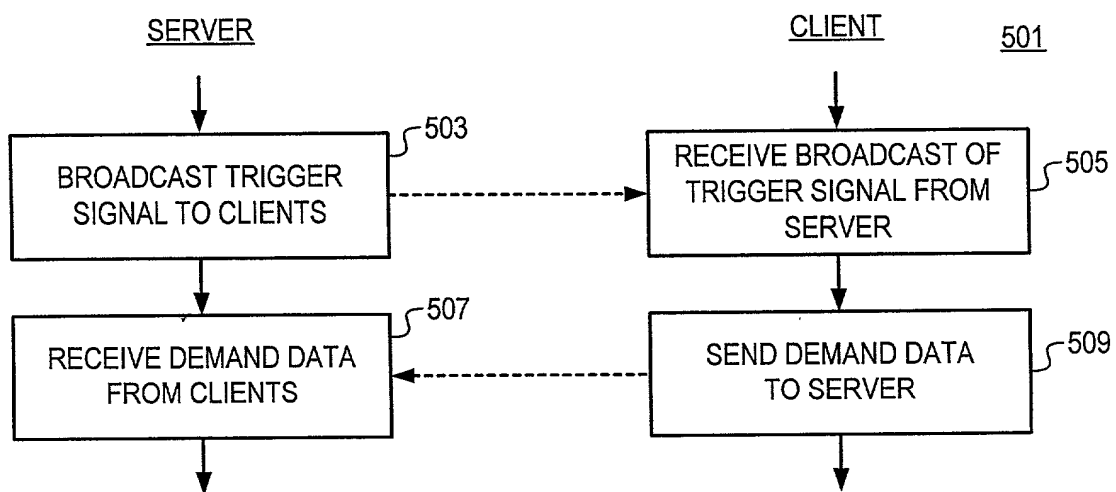 SERVER
CLIENT
501
503
BROADCAST TRIGGER
SIGNAL TO CLIENTS
RECEIVE BROADCAST OF
TRIGGER SIGNAL FROM
SERVER
505
507
RECEIVE DEMAND DATA
FROM CLIENTS
SEND DEMAND DATA
TO SERVER
509